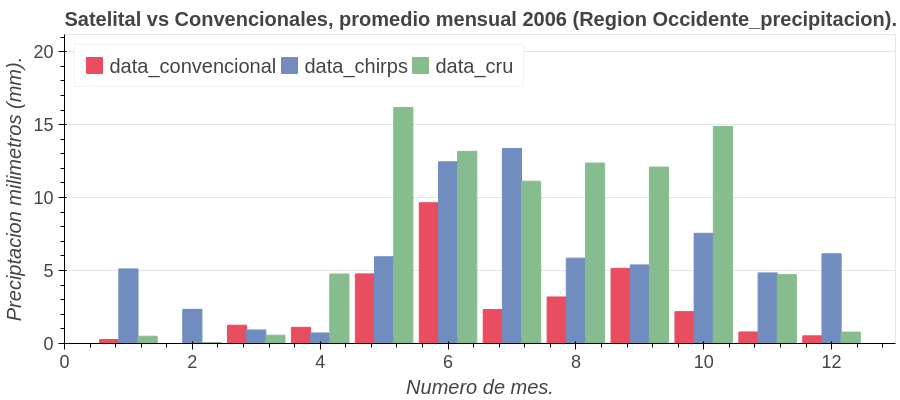 Satelital vs Convencionales, promedio mensual 2006 (Region Occidente_precipitacion).
data_convencional data_chirps data_cru
Preciptacion milimetros (mm).
20
15
10
5
0
0 2 4 6 8 10 12
Numero de mes.